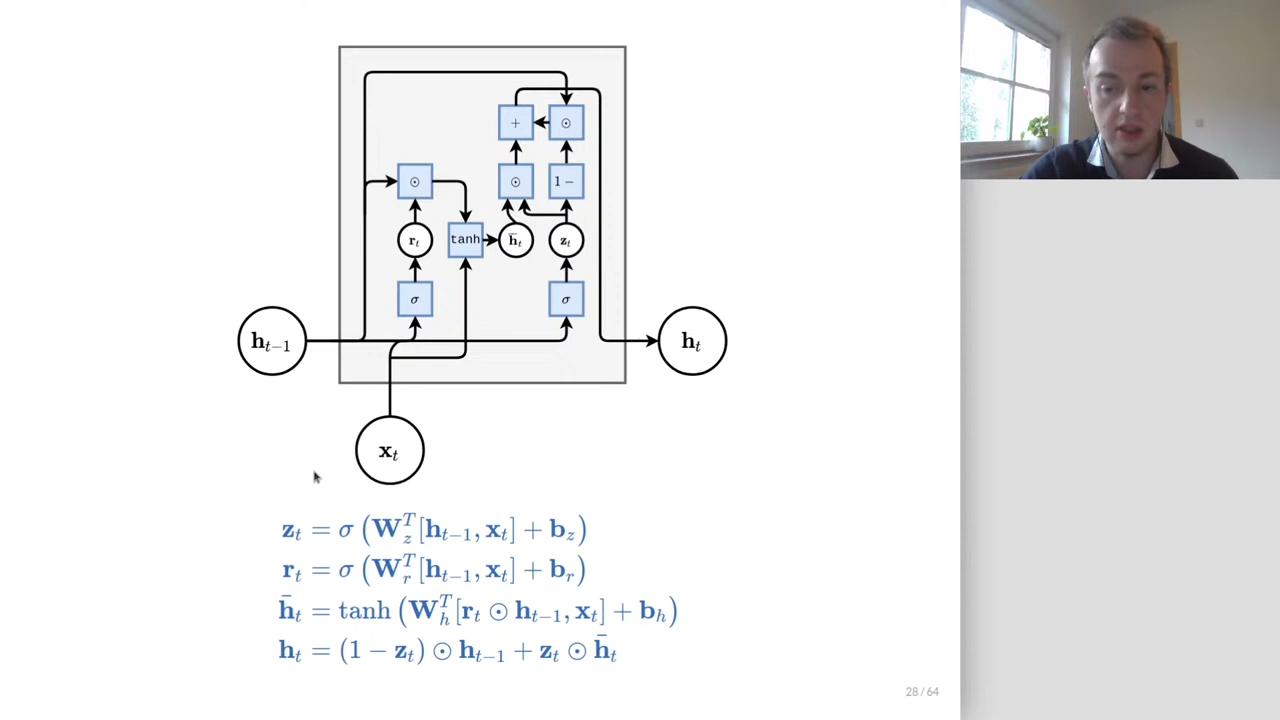 + ⊙
⊙ ⊙ 1 −
r_t tanh h̄_t z_t
σ σ
h_{t−1} h_t
x_t
z_t = σ (W_z^T[h_{t−1}, x_t] + b_z)
r_t = σ (W_r^T[h_{t−1}, x_t] + b_r)
h̄_t = tanh (W_h^T[r_t ⊙ h_{t−1}, x_t] + b_h)
h_t = (1 − z_t) ⊙ h_{t−1} + z_t ⊙ h̄_t
28 / 64